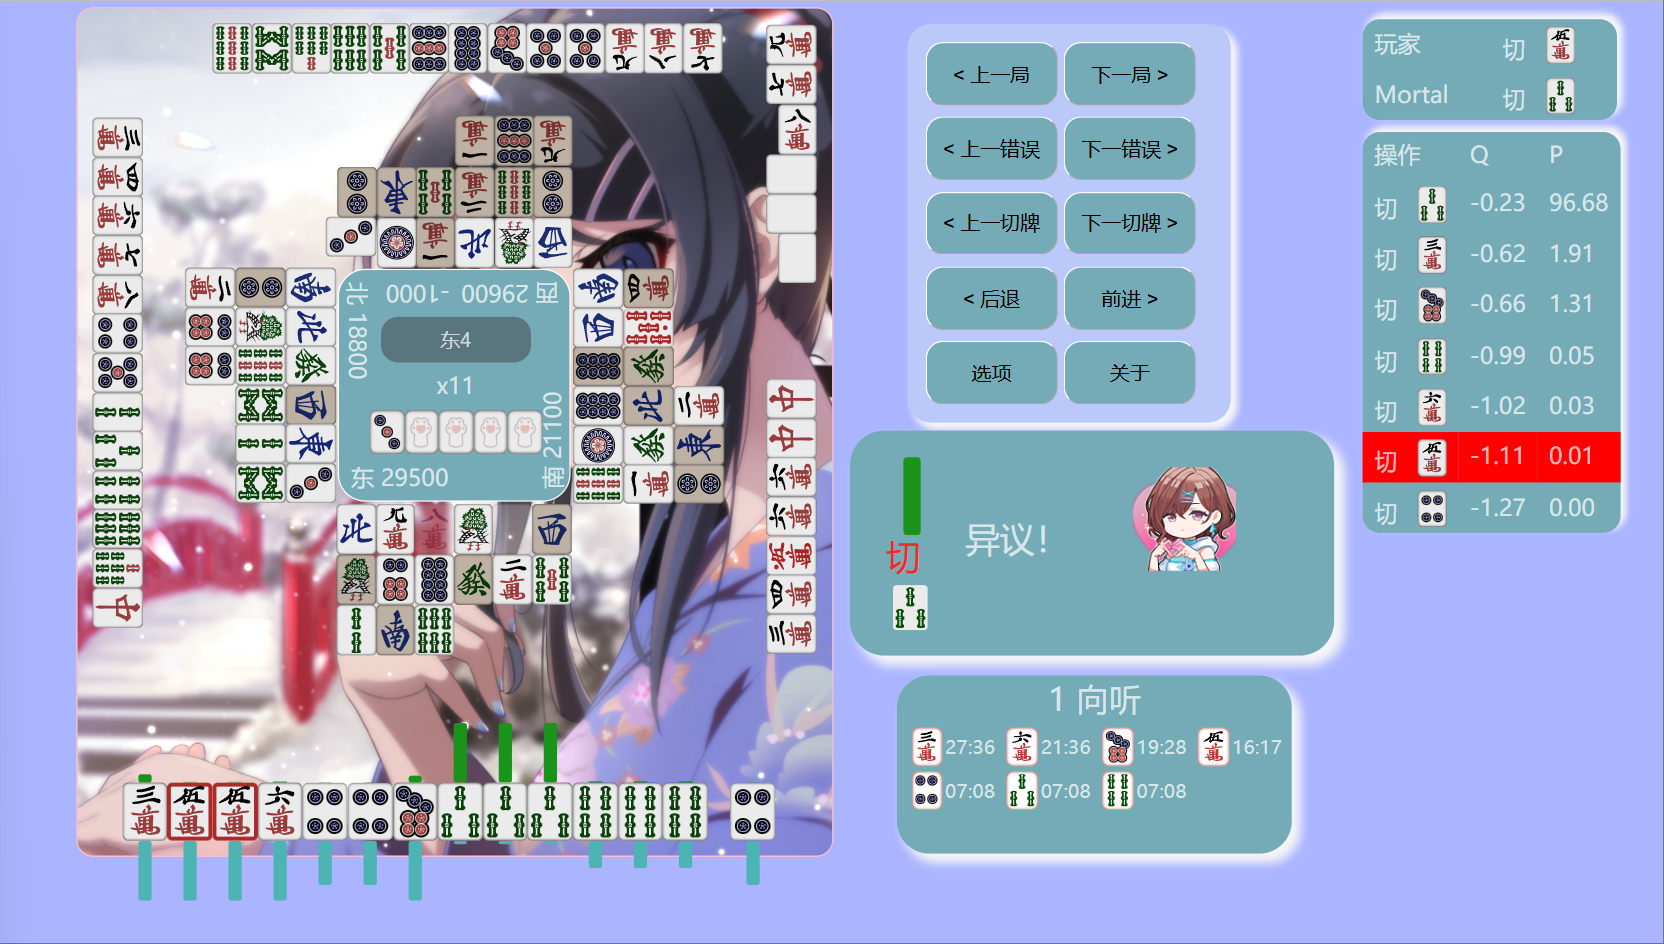 北 18800
西 29600 -1000
东4
x11
南 21100
东 29500
< 上一局
下一局 >
< 上一错误
下一错误 >
< 上一切牌
下一切牌 >
< 后退
前进 >
选项
关于
切
异议！
1 向听
27:36
21:36
19:28
16:17
07:08
07:08
07:08
玩家 切
Mortal 切
操作 Q P
切 -0.23 96.68
切 -0.62 1.91
切 -0.66 1.31
切 -0.99 0.05
切 -1.02 0.03
切 -1.11 0.01
切 -1.27 0.00